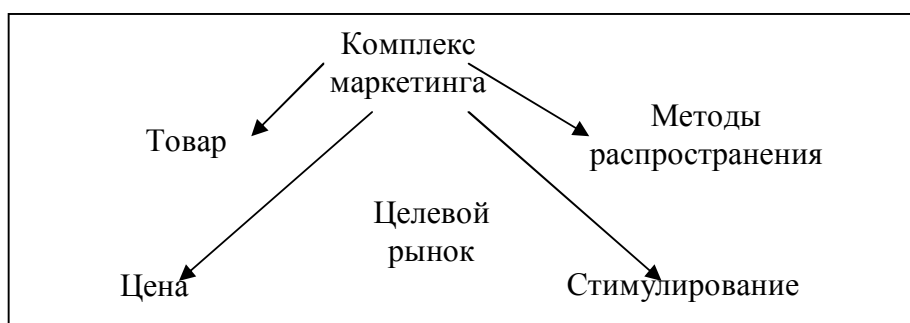 Комплекс
маркетинга
Товар
Методы
распространения
Целевой
рынок
Цена
Стимулирование